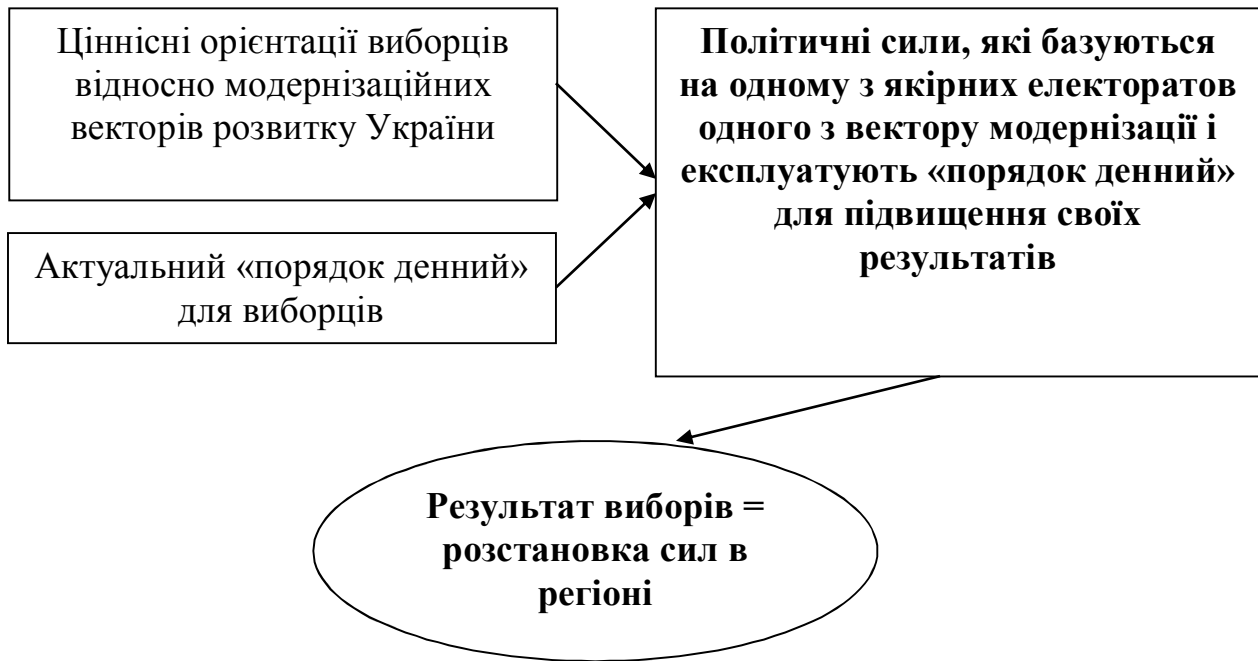 Ціннісні орієнтації виборців
відносно модернізаційних
векторів розвитку України
Актуальний «порядок денний»
для виборців
Політичні сили, які базуються
на одному з якірних електоратов
одного з вектору модернізації і
експлуатують «порядок денний»
для підвищення своїх
результатів
Результат виборів =
розстановка сил в
регіоні